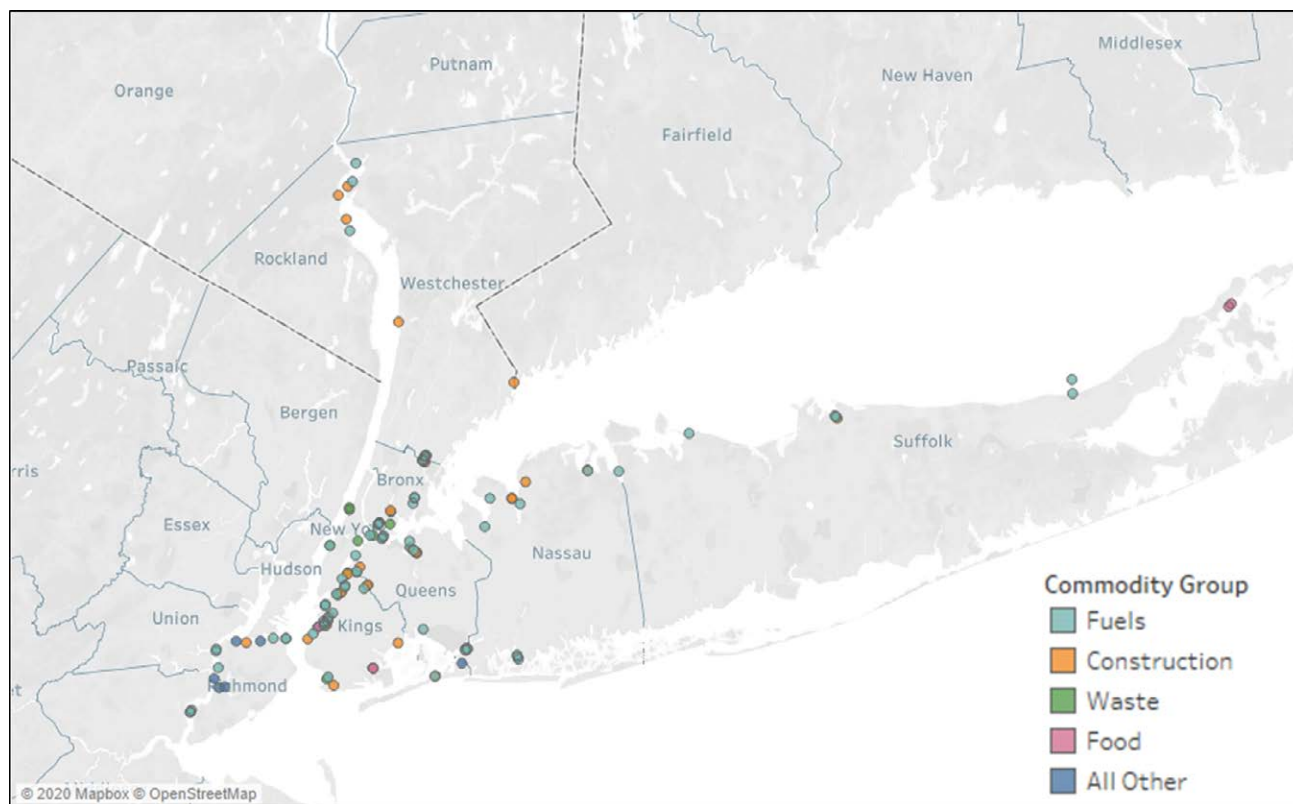 Middlesex
Putnam
New Haven
Orange
Fairfield
Rockland
Westchester
Passaic
Bergen
Suffolk
rris
Bronx
Essex
New Yo
Nassau
Hudson
Commodity Group
Queens
Fuels
Union
Kings
Construction
Richmond
Waste
Food
All Other
© 2020 Mapbox © OpenStreetMap